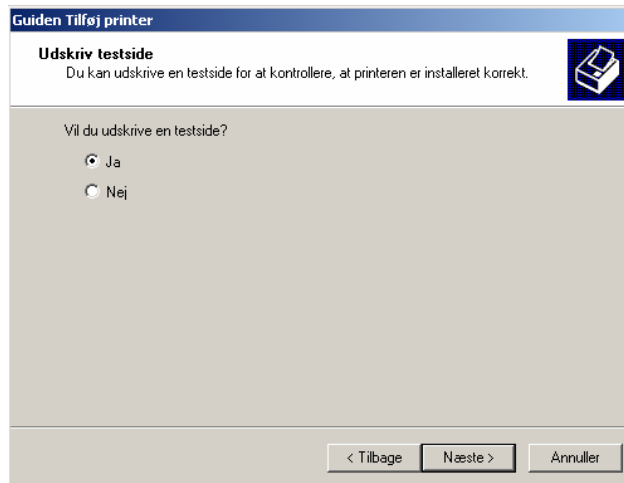 Guiden Tilføj printer
Udskriv testside
Du kan udskrive en testside for at kontrollere, at printeren er installeret korrekt.
Vil du udskrive en testside?
Ja
Nej
< Tilbage
Næste >
Annuller